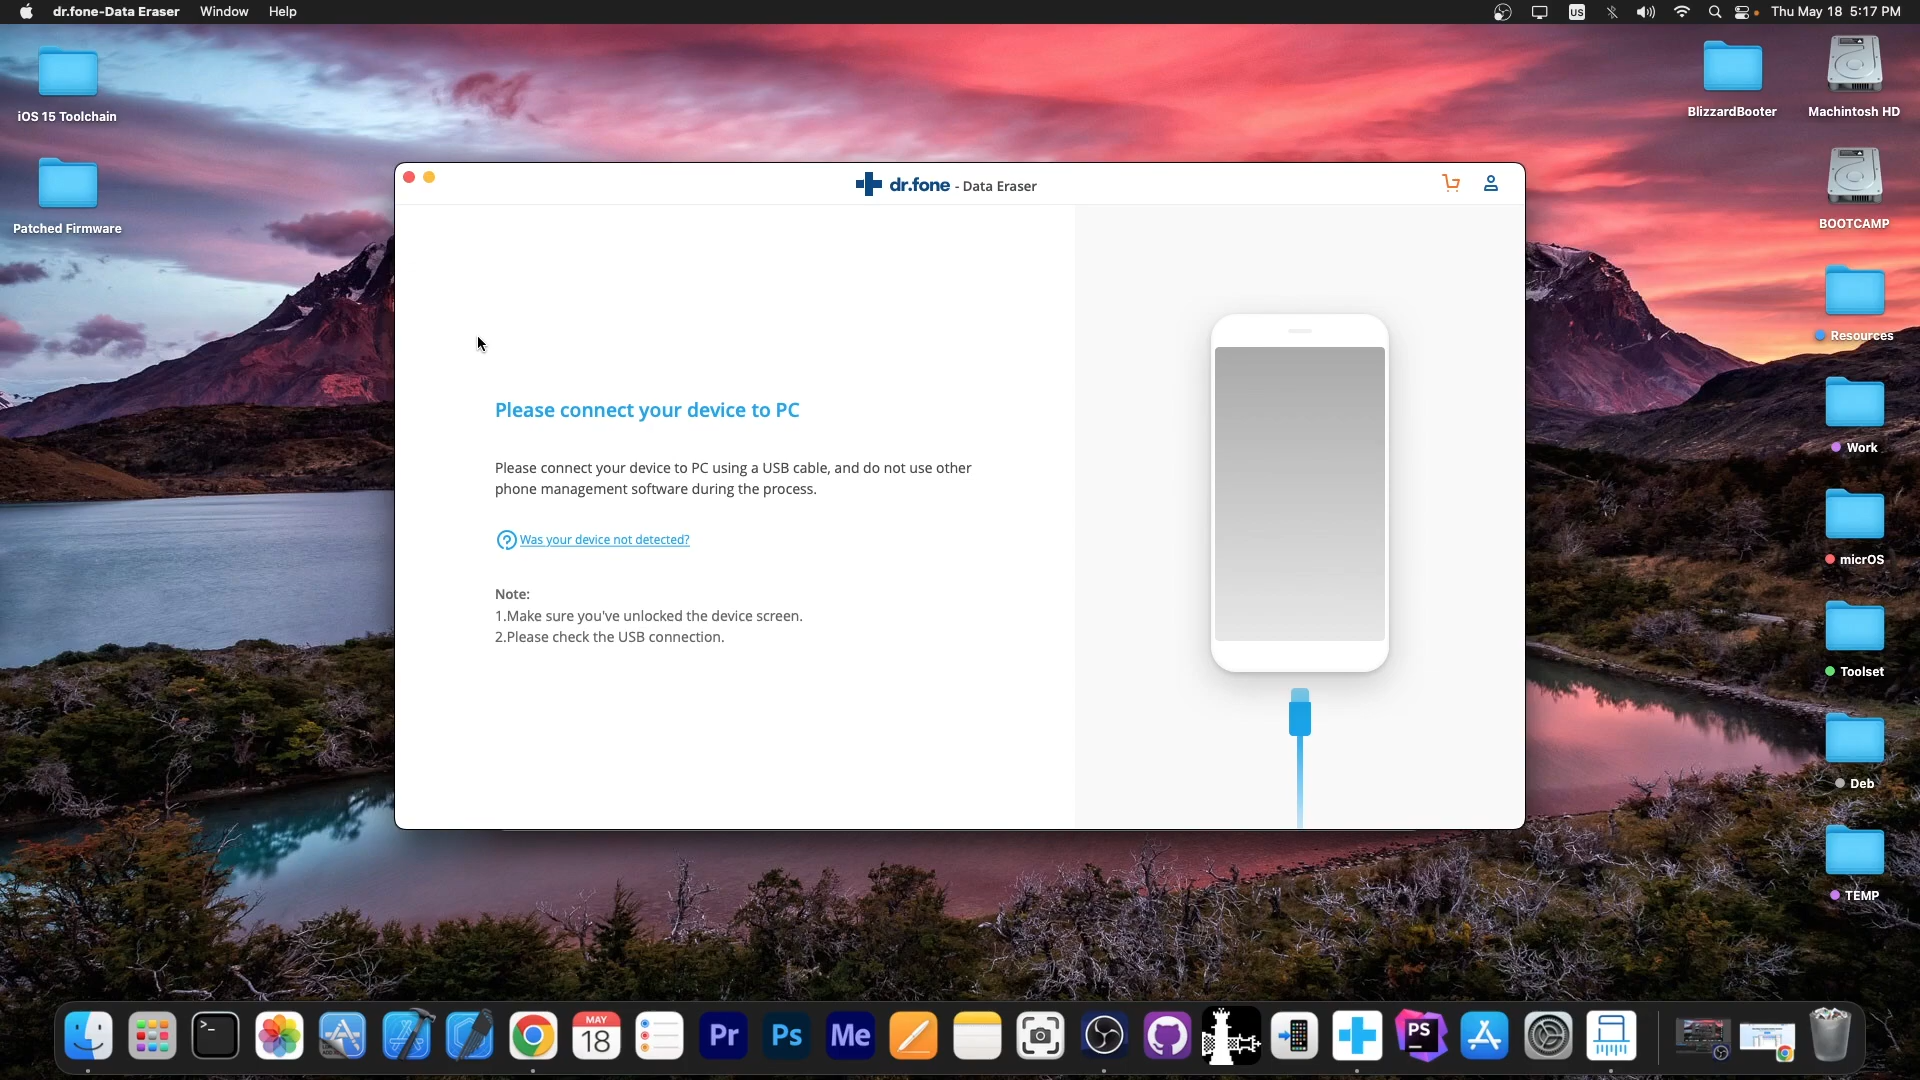 dr.fone-Data Eraser Window Help
US Thu May 18 5:17 PM
iOS 15 Toolchain
Patched Firmware
BlizzardBooter
Machintosh HD
BOOTCAMP
Resources
Work
micrOS
Toolset
Deb
TEMP
dr.fone - Data Eraser
Please connect your device to PC
Please connect your device to PC using a USB cable, and do not use other
phone management software during the process.
Was your device not detected?
Note:
1.Make sure you've unlocked the device screen.
2.Please check the USB connection.
MAY
18
Pr
Ps
Me
PS